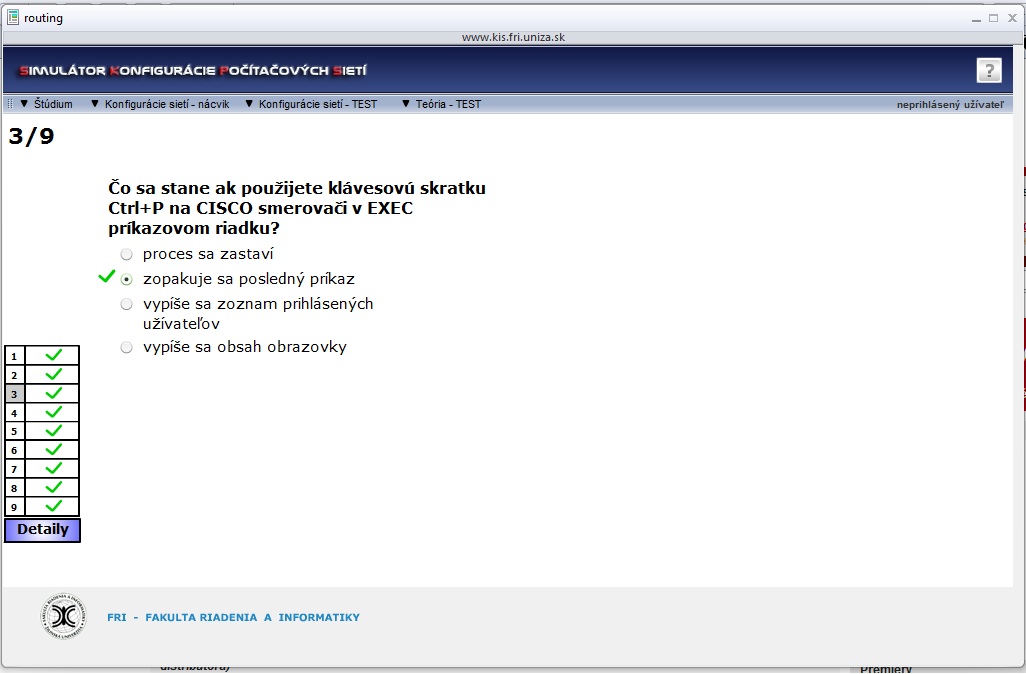 routing
www.kis.fri.uniza.sk
SIMULÁTOR KONFIGURÁCIE POČÍTAČOVÝCH SIETÍ
?
▼ Štúdium ▼ Konfigurácie sietí - nácvik ▼ Konfigurácie sietí - TEST ▼ Teória - TEST neprihlásený užívateľ
3/9
Čo sa stane ak použijete klávesovú skratku
Ctrl+P na CISCO smerovači v EXEC
príkazovom riadku?
proces sa zastaví
zopakuje sa posledný príkaz
vypíše sa zoznam prihlásených
užívateľov
vypíše sa obsah obrazovky
1
2
3
4
5
6
7
8
9
Detaily
FRI - FAKULTA RIADENIA A INFORMATIKY
distribútora)
Premiery